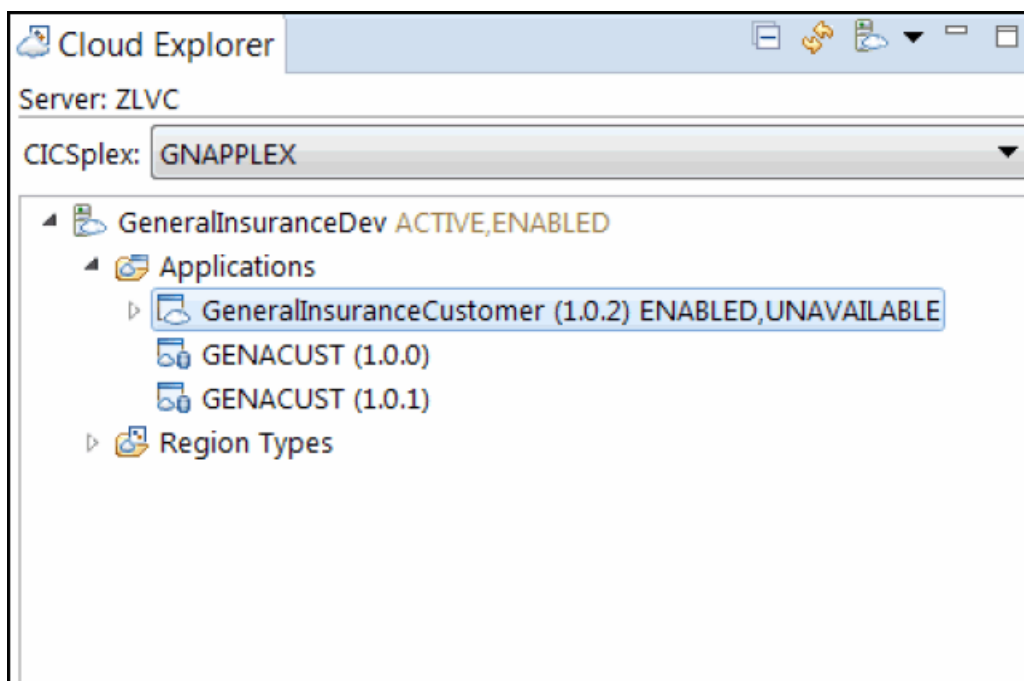 Cloud Explorer
Server: ZLVC
CICSplex: GNAPPLEX
GeneralInsuranceDev ACTIVE,ENABLED
Applications
GeneralInsuranceCustomer (1.0.2) ENABLED,UNAVAILABLE
GENACUST (1.0.0)
GENACUST (1.0.1)
Region Types